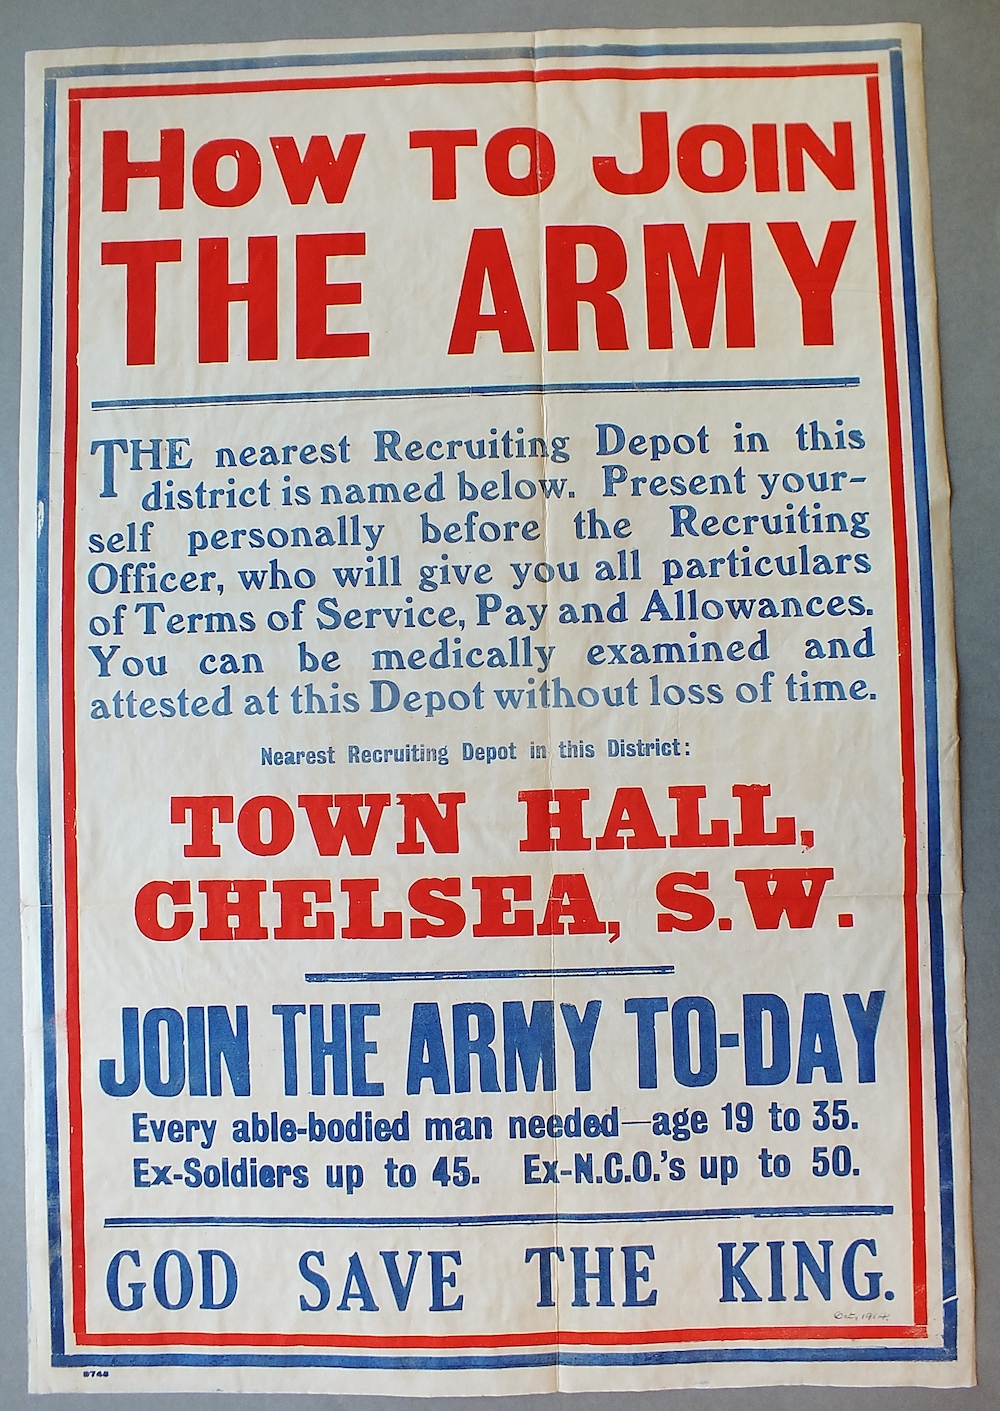 HOW TO JOIN
THE ARMY
THE nearest Recruiting Depot in this
district is named below. Present your-
self personally before the Recruiting
Officer, who will give you all particulars
of Terms of Service, Pay and Allowances.
You can be medically examined and
attested at this Depot without loss of time.
Nearest Recruiting Depot in this District:
TOWN HALL,
CHELSEA, S.W.
JOIN THE ARMY TO-DAY
Every able-bodied man needed—age 19 to 35.
Ex-Soldiers up to 45. Ex-N.C.O.'s up to 50.
GOD SAVE THE KING.
1914.